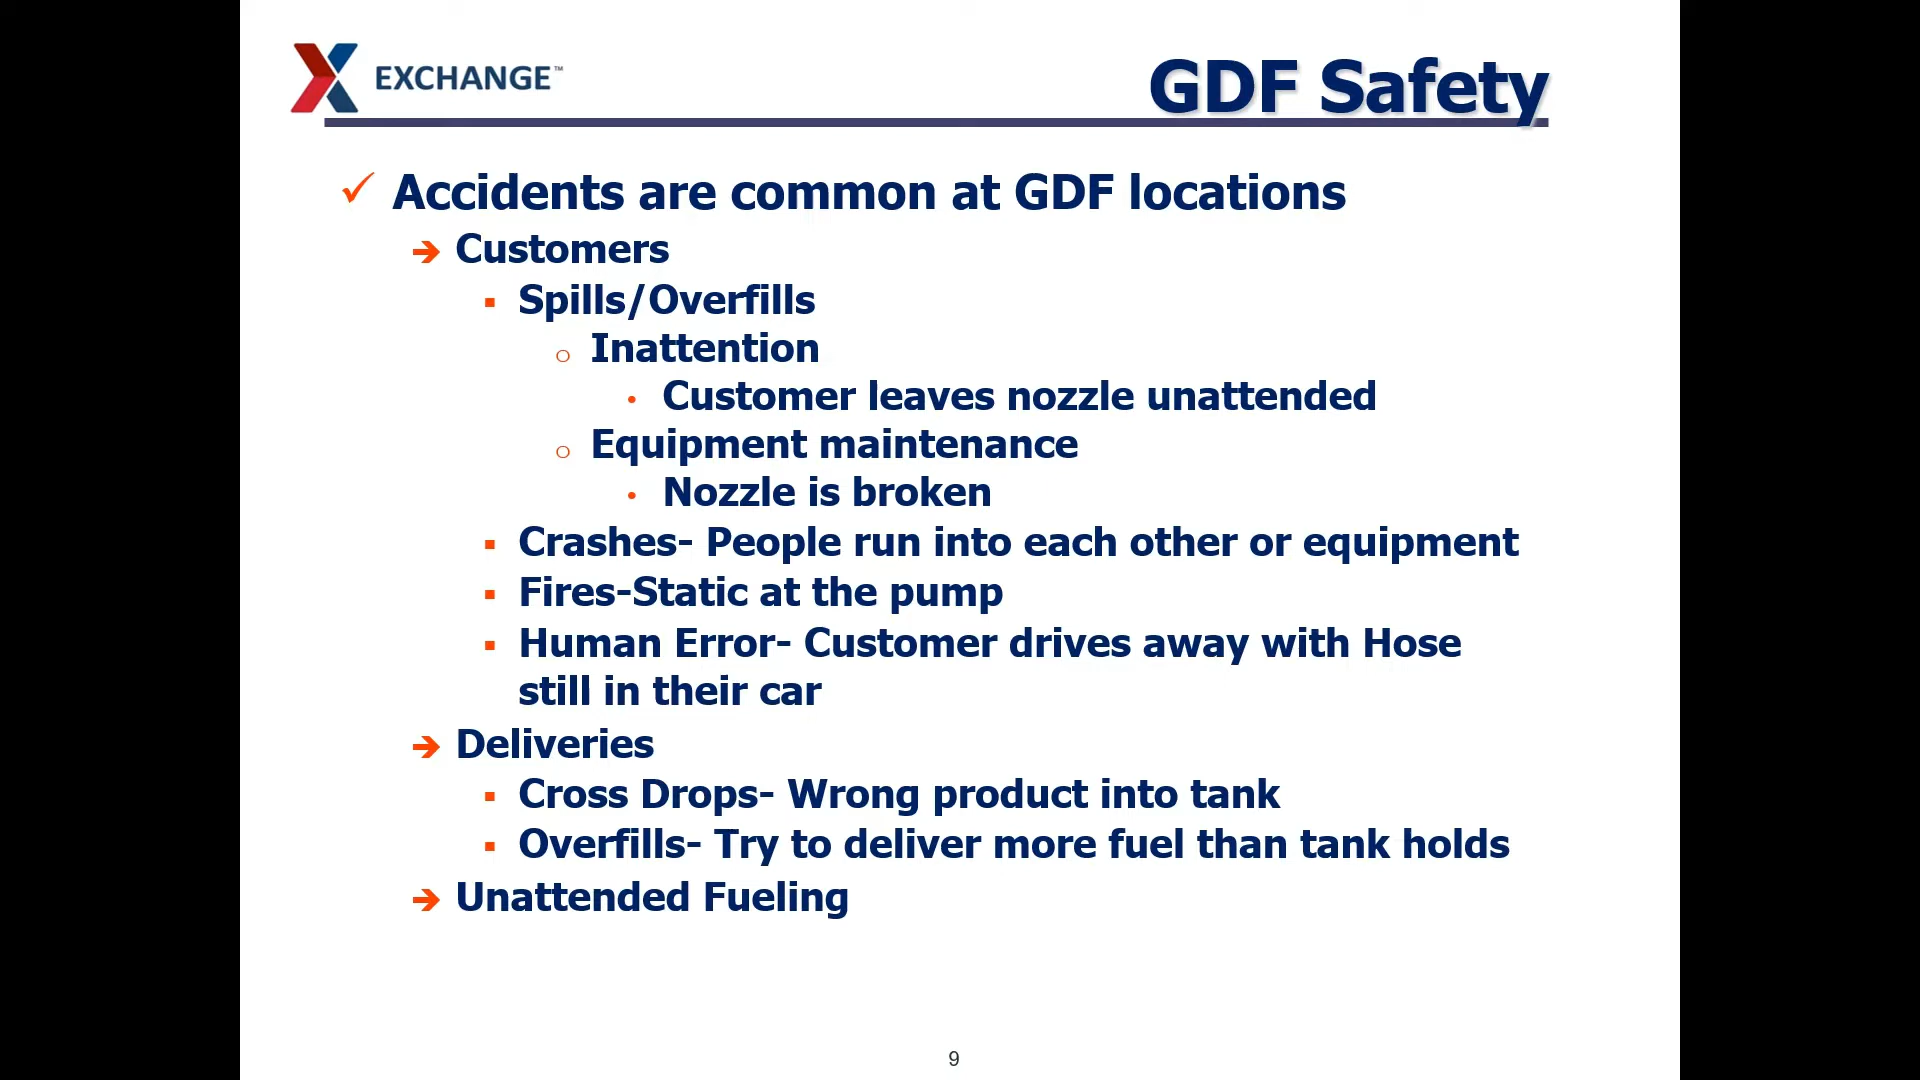 EXCHANGE™
GDF Safety
✓ Accidents are common at GDF locations
➔ Customers
▪ Spills/Overfills
o Inattention
• Customer leaves nozzle unattended
o Equipment maintenance
• Nozzle is broken
▪ Crashes- People run into each other or equipment
▪ Fires-Static at the pump
▪ Human Error- Customer drives away with Hose
still in their car
➔ Deliveries
▪ Cross Drops- Wrong product into tank
▪ Overfills- Try to deliver more fuel than tank holds
➔ Unattended Fueling
9